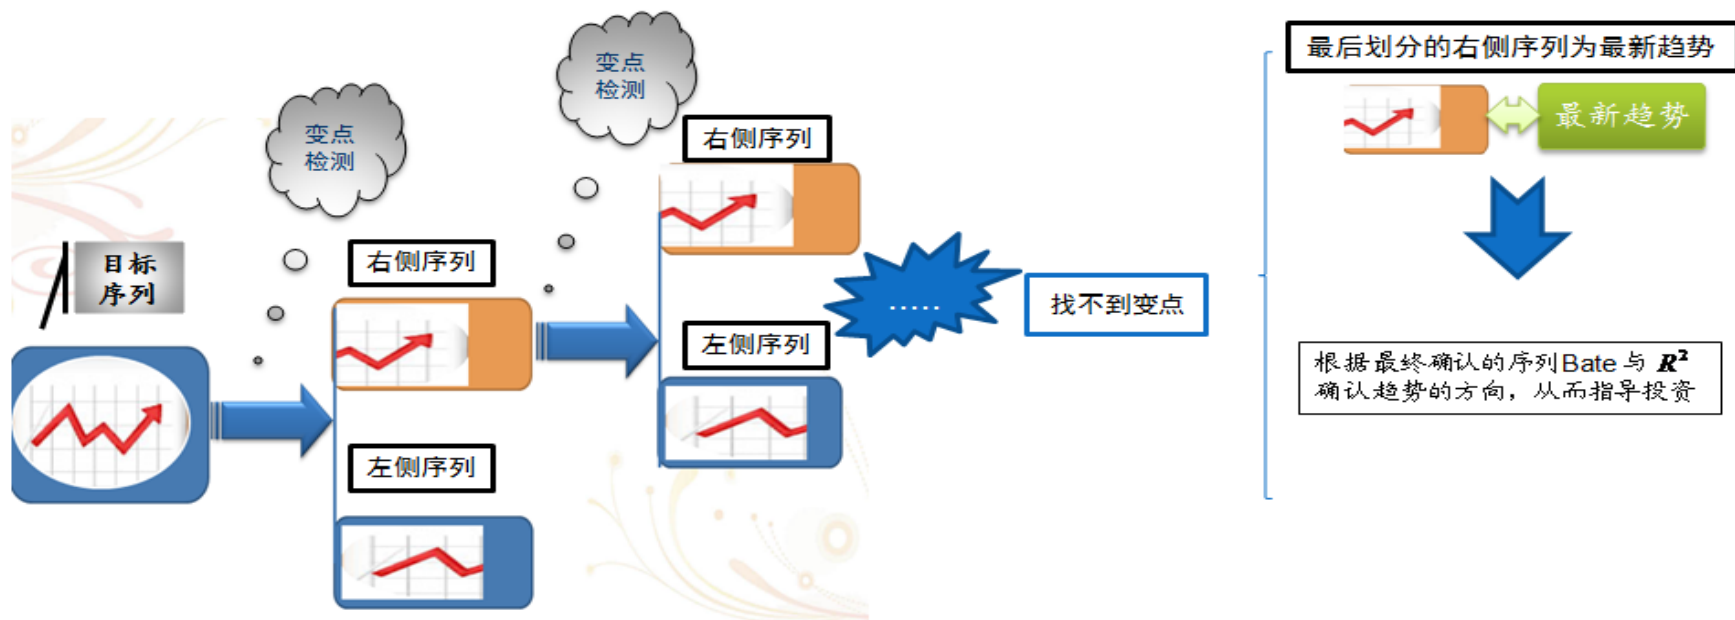 目标
序列
变点
检测
右侧序列
左侧序列
变点
检测
右侧序列
左侧序列
.....
找不到变点
最后划分的右侧序列为最新趋势
最新趋势
根据最终确认的序列Bate 与 R²
确认趋势的方向，从而指导投资